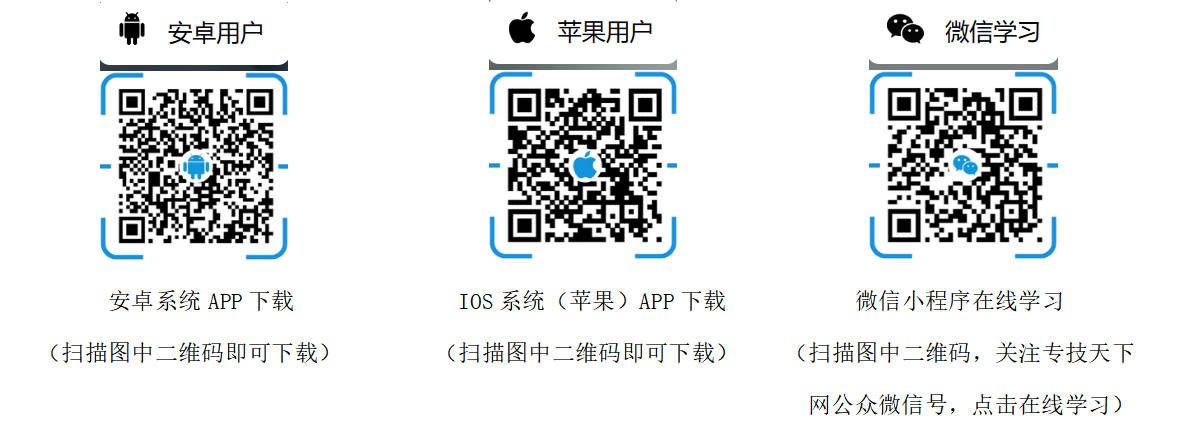 安卓用户
苹果用户
微信学习
安卓系统 APP 下载
（扫描图中二维码即可下载）
IOS 系统（苹果）APP 下载
（扫描图中二维码即可下载）
微信小程序在线学习
（扫描图中二维码，关注专技天下
网公众微信号，点击在线学习）